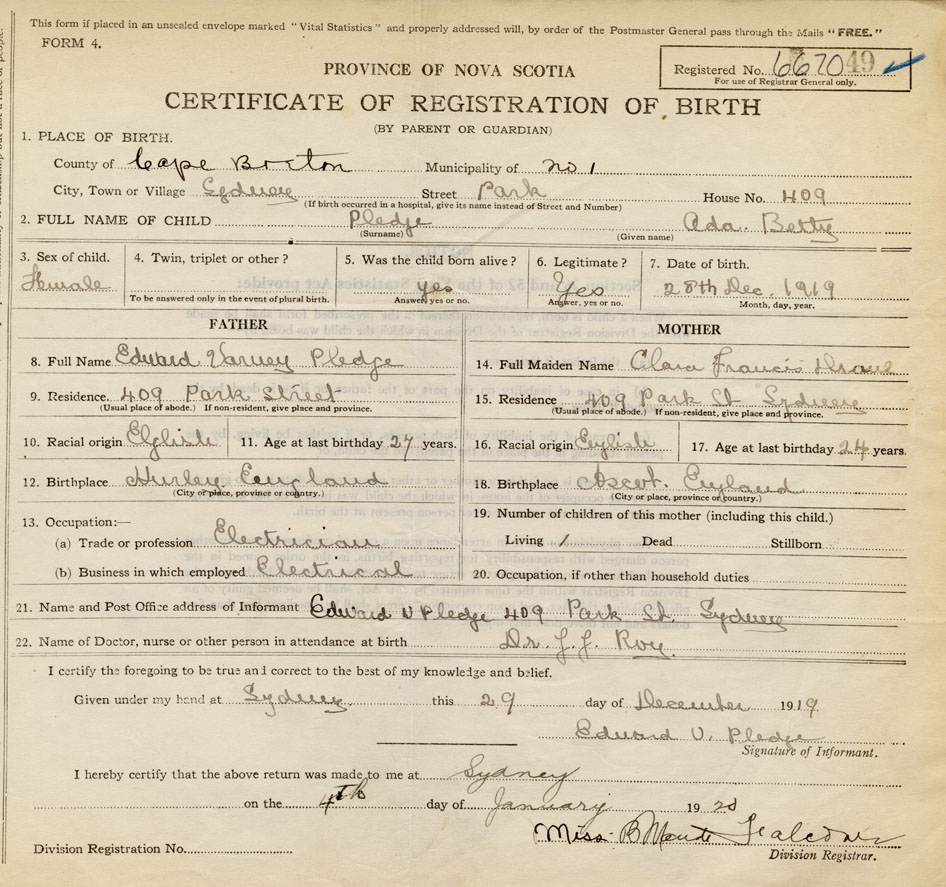 This form if placed in an unsealed envelope marked "Vital Statistics" and properly addressed will, by order of the Postmaster General pass through the Mails "FREE."
FORM 4.
Registered No. 667049
For use of Registrar General only.
PROVINCE OF NOVA SCOTIA
CERTIFICATE OF REGISTRATION OF BIRTH
(BY PARENT OR GUARDIAN)
1. PLACE OF BIRTH.
County of Cape Breton Municipality of no 1
City, Town or Village Sydney Street Park House No. 409
(If birth occurred in a hospital, give its name instead of Street and Number)
2. FULL NAME OF CHILD Pledge Ada. Betty
(Surname) (Given name)
3. Sex of child. 4. Twin, triplet or other? 5. Was the child born alive? 6. Legitimate? 7. Date of birth.
Female yes Yes 28th Dec. 1919
To be answered only in the event of plural birth. Answer, yes or no. Answer, yes or no. Month, day, year.
FATHER
8. Full Name Edward Varney Pledge
9. Residence. 409 Park Street
(Usual place of abode.) If non-resident, give place and province.
10. Racial origin Elglish 11. Age at last birthday 27 years.
12. Birthplace Hurley England
(City or place, province or country.)
13. Occupation:—
(a) Trade or profession Electrician
(b) Business in which employed Electrical
MOTHER
14. Full Maiden Name Clara Francis
15. Residence 409 Park St Sydney
(Usual place of abode.) If non-resident, give place and province.
16. Racial origin English 17. Age at last birthday 24 years.
18. Birthplace Ascot. England
(City or place, province or country.)
19. Number of children of this mother (including this child.)
Living 1 Dead Stillborn
20. Occupation, if other than household duties
21. Name and Post Office address of Informant Edward V Pledge 409 Park St. Sydney
22. Name of Doctor, nurse or other person in attendance at birth Dr. J. J. Roy.
I certify the foregoing to be true and correct to the best of my knowledge and belief.
Given under my hand at Sydney. this 29 day of December 1919
Edward V. Pledge
Signature of Informant.
I hereby certify that the above return was made to me at Sydney
on the 4th day of January 1920
Miss B Maude
Division Registration No. Division Registrar.